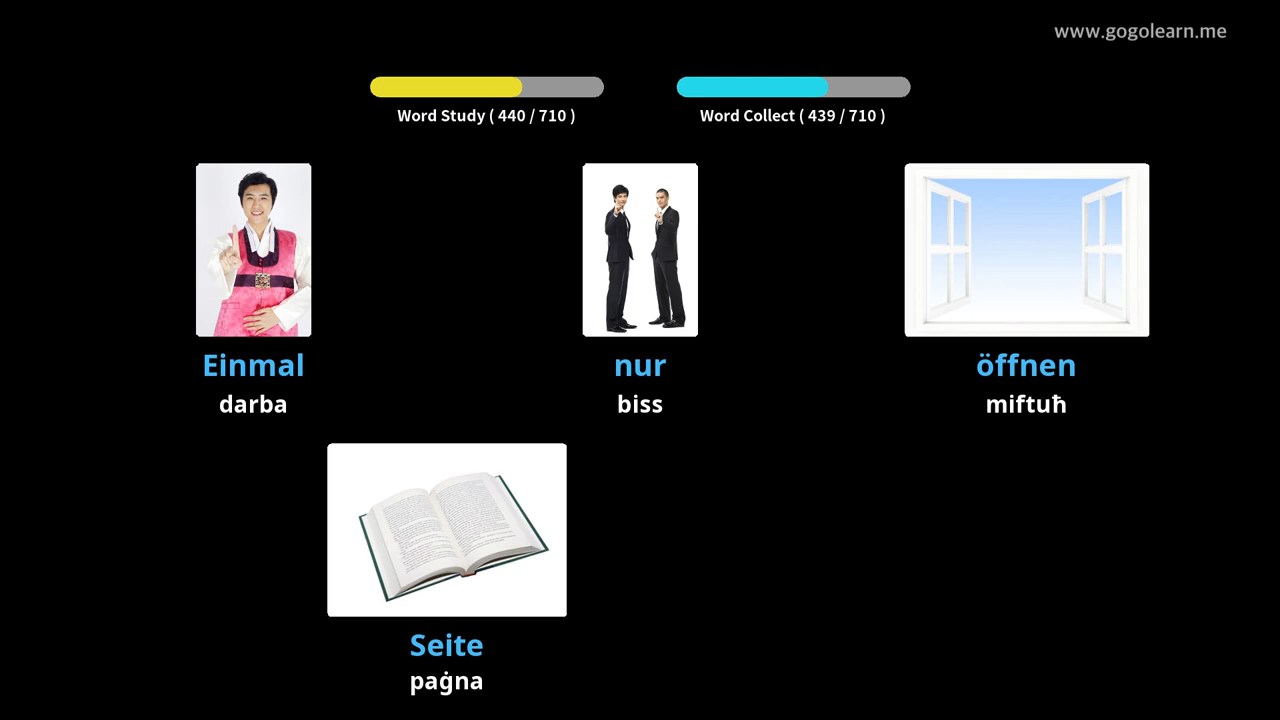 www.gogolearn.me
Word Study ( 440 / 710 )
Word Collect ( 439 / 710 )
Einmal
darba
nur
biss
öffnen
miftuħ
Seite
paġna